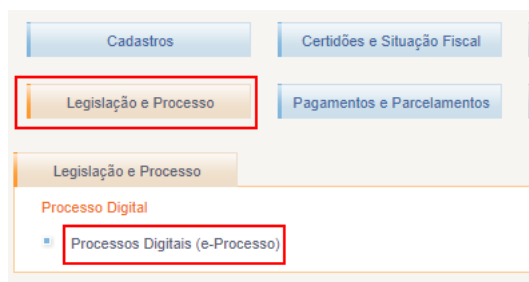 Cadastros
Certidões e Situação Fiscal
Legislação e Processo
Pagamentos e Parcelamentos
Legislação e Processo
Processo Digital
Processos Digitais (e-Processo)